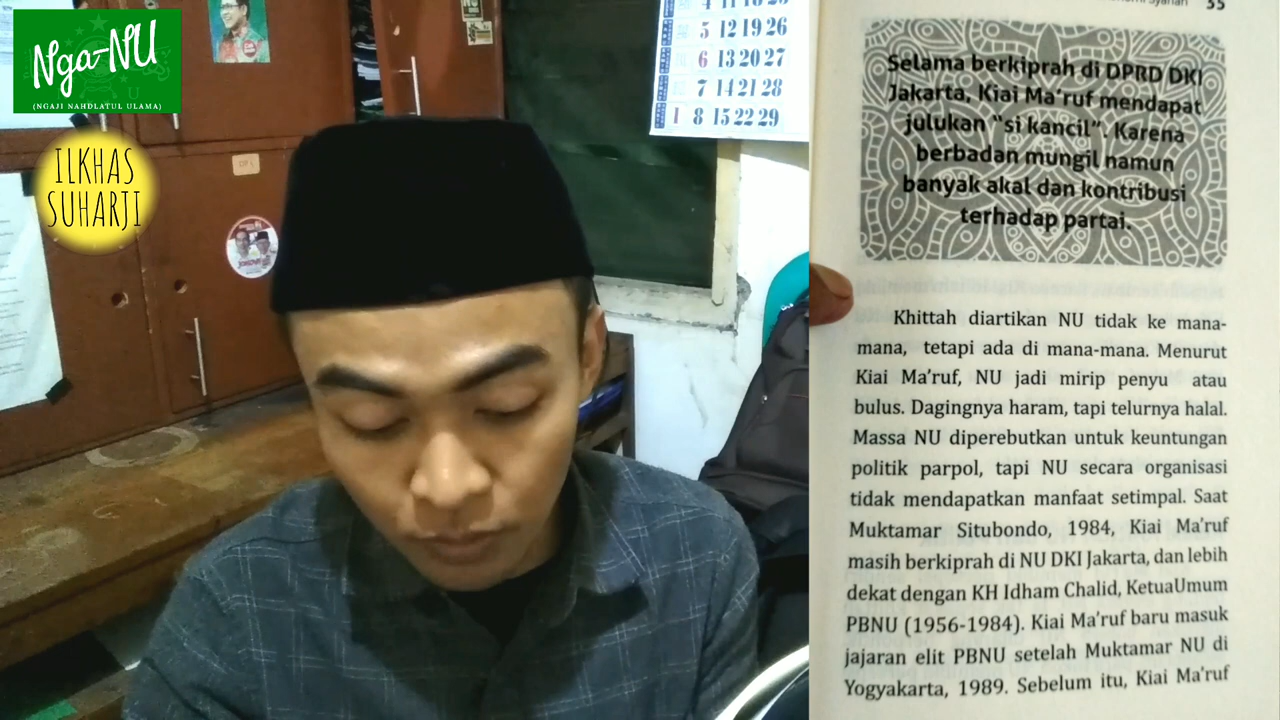 Nga-NU
(NGAJI NAHDLATUL ULAMA)
ILKHAS
SUHARJI
4 11 18 25
5 12 19 26
6 13 20 27
7 14 21 28
1 8 15 22 29
Syariah 35
Selama berkiprah di DPRD DKI
Jakarta, Kiai Ma'ruf mendapat
julukan "si kancil". Karena
berbadan mungil namun
banyak akal dan kontribusi
terhadap partai.
Khittah diartikan NU tidak ke mana-
mana, tetapi ada di mana-mana. Menurut
Kiai Ma'ruf, NU jadi mirip penyu atau
bulus. Dagingnya haram, tapi telurnya halal.
Massa NU diperebutkan untuk keuntungan
politik parpol, tapi NU secara organisasi
tidak mendapatkan manfaat setimpal. Saat
Muktamar Situbondo, 1984, Kiai Ma'ruf
masih berkiprah di NU DKI Jakarta, dan lebih
dekat dengan KH Idham Chalid, KetuaUmum
PBNU (1956-1984). Kiai Ma'ruf baru masuk
jajaran elit PBNU setelah Muktamar NU di
Yogyakarta, 1989. Sebelum itu, Kiai Ma'ruf